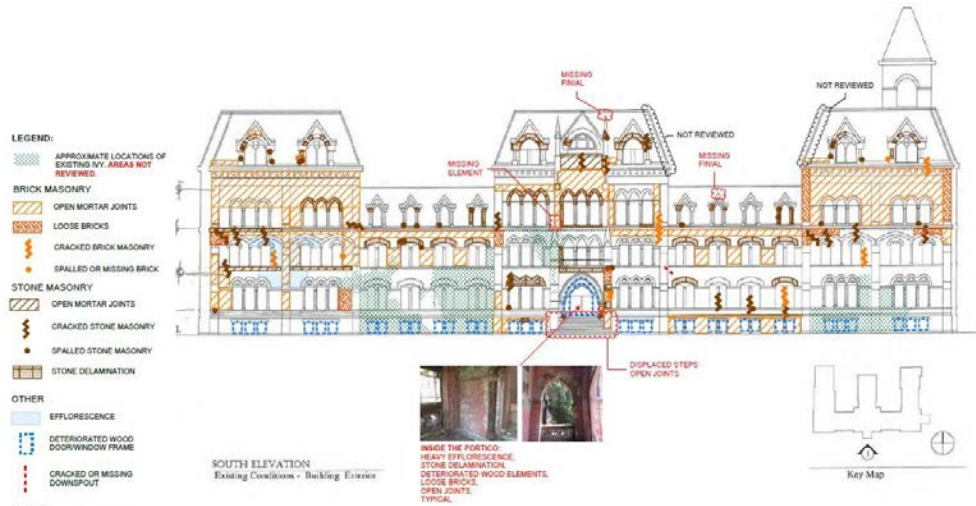 MISSING
FINIAL
NOT REVIEWED
NOT REVIEWED
MISSING
FINIAL
MISSING
ELEMENT
LEGEND:
APPROXIMATE LOCATIONS OF
EXISTING IVY. AREAS NOT
REVIEWED.
BRICK MASONRY
OPEN MORTAR JOINTS
LOOSE BRICKS
CRACKED BRICK MASONRY
SPALLED OR MISSING BRICK
STONE MASONRY
OPEN MORTAR JOINTS
CRACKED STONE MASONRY
SPALLED STONE MASONRY
STONE DELAMINATION
OTHER
EFFLORESCENCE
DETERIORATED WOOD
DOOR/WINDOW FRAME
CRACKED OR MISSING
DOWNSPOUT
DISPLACED STEPS
OPEN JOINTS
INSIDE THE PORTICO:
HEAVY EFFLORESCENCE,
STONE DELAMINATION,
DETERIORATED WOOD ELEMENTS,
LOOSE BRICKS,
OPEN JOINTS,
TYPICAL
SOUTH ELEVATION
Existing Conditions - Building Exterior
1
Key Map